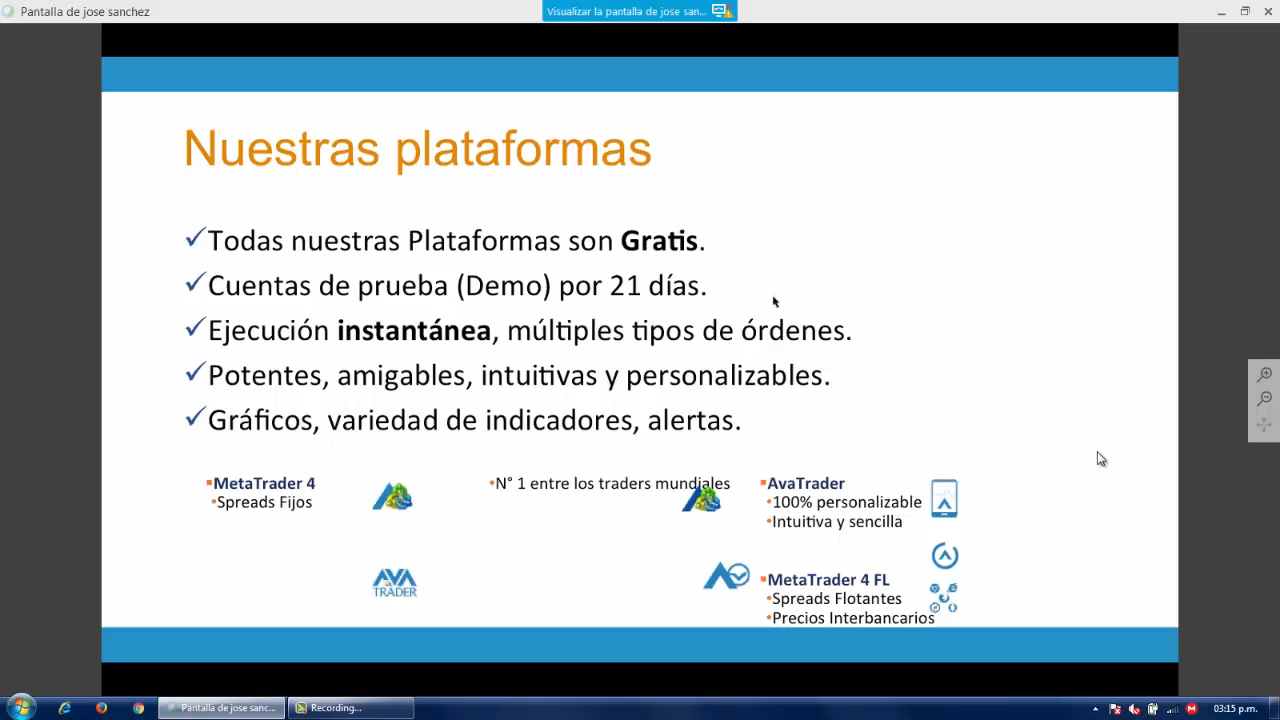 Pantalla de jose sanchez
Visualizar la pantalla de jose san...
Nuestras plataformas
Todas nuestras Plataformas son Gratis.
Cuentas de prueba (Demo) por 21 días.
Ejecución instantánea, múltiples tipos de órdenes.
Potentes, amigables, intuitivas y personalizables.
Gráficos, variedad de indicadores, alertas.
MetaTrader 4
•Spreads Fijos
•N° 1 entre los traders mundiales
AvaTrader
•100% personalizable
•Intuitiva y sencilla
AVA
TRADER
MetaTrader 4 FL
•Spreads Flotantes
•Precios Interbancarios
Pantalla de jose sanc...
Recording...
03:15 p.m.